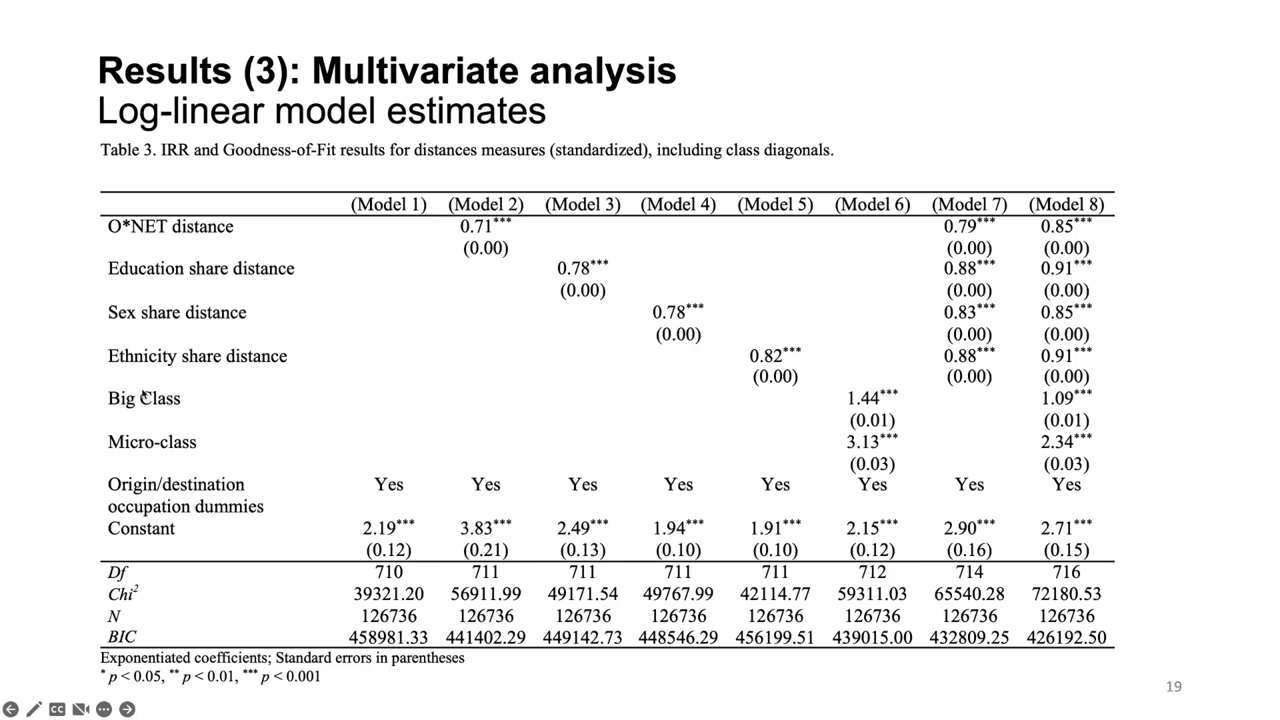 Results (3): Multivariate analysis
Log-linear model estimates
Table 3. IRR and Goodness-of-Fit results for distances measures (standardized), including class diagonals.
(Model 1) (Model 2) (Model 3) (Model 4) (Model 5) (Model 6) (Model 7) (Model 8)
O*NET distance 0.71*** 0.79*** 0.85***
(0.00) (0.00) (0.00)
Education share distance 0.78*** 0.88*** 0.91***
(0.00) (0.00) (0.00)
Sex share distance 0.78*** 0.83*** 0.85***
(0.00) (0.00) (0.00)
Ethnicity share distance 0.82*** 0.88*** 0.91***
(0.00) (0.00) (0.00)
Big Class 1.44*** 1.09***
(0.01) (0.01)
Micro-class 3.13*** 2.34***
(0.03) (0.03)
Origin/destination Yes Yes Yes Yes Yes Yes Yes Yes
occupation dummies
Constant 2.19*** 3.83*** 2.49*** 1.94*** 1.91*** 2.15*** 2.90*** 2.71***
(0.12) (0.21) (0.13) (0.10) (0.10) (0.12) (0.16) (0.15)
Df 710 711 711 711 711 712 714 716
Chi² 39321.20 56911.99 49171.54 49767.99 42114.77 59311.03 65540.28 72180.53
N 126736 126736 126736 126736 126736 126736 126736 126736
BIC 458981.33 441402.29 449142.73 448546.29 456199.51 439015.00 432809.25 426192.50
Exponentiated coefficients; Standard errors in parentheses
* p < 0.05, ** p < 0.01, *** p < 0.001
19
CC